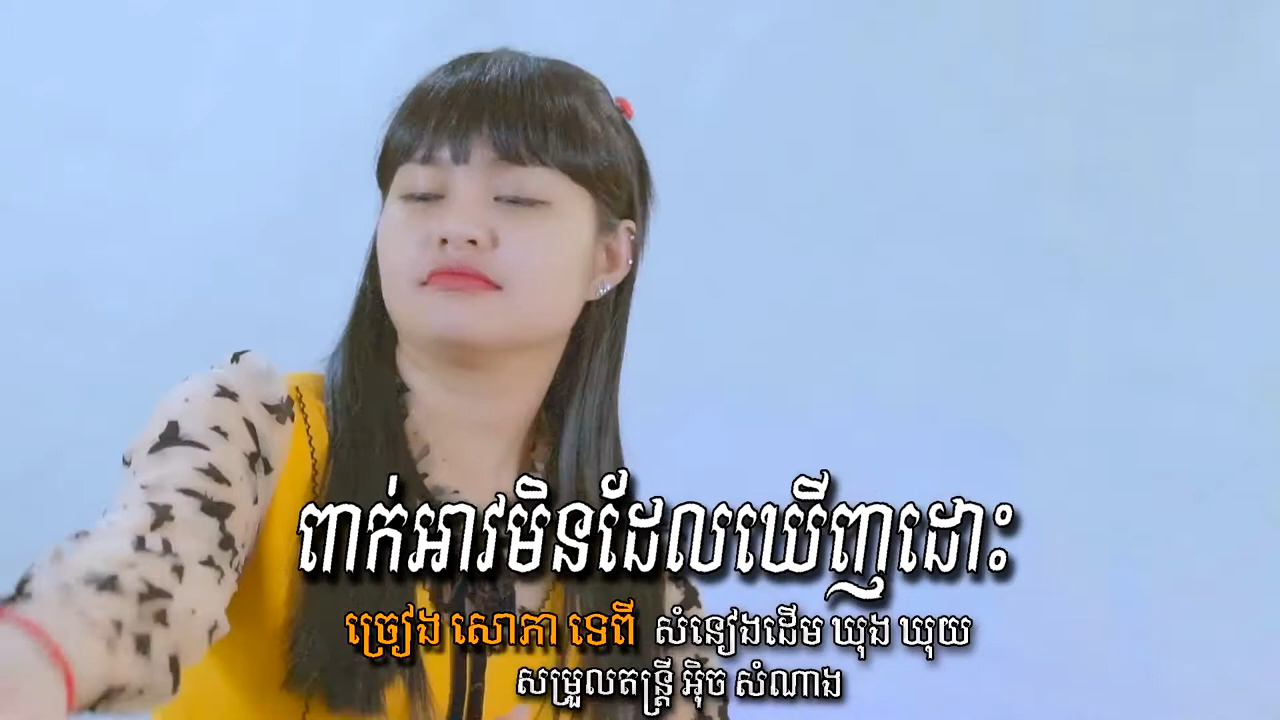 ពាក់អាវមិនដែលឃើញដោះ
ច្រៀង សោភា ទេពី សំនៀងដើម ឃុង ឃុយ
សម្រួលតន្ត្រី អ៊ិច សំណាង